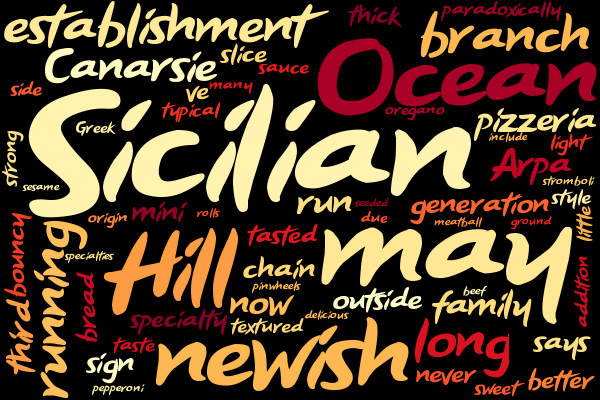 establishment
thick
paradoxically
branch
Canarsie
slice
sauce
Ocean
side
ve
many
typical
oregano
pizzeria
Sicilian
Greek
include
light
strong
Arpa
sesame
stromboli
run
seeded
style
origin
mini
rolls
due
generation
meatball
ground
little
bouncy
running
specialties
Hill
tasted
may
chain
pinwheels
now
outside
beef
family
addition
third
bread
specialty
textured
delicious
newish
long
says
taste
sign
pepperoni
never
sweet
better